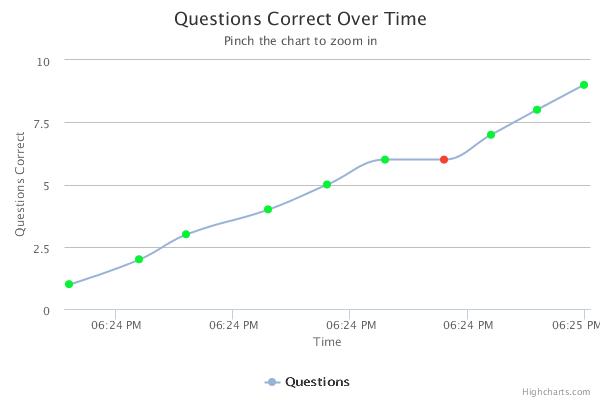 Questions Correct Over Time
Pinch the chart to zoom in
Questions Correct
10
7.5
5
2.5
0
06:24 PM
06:24 PM
06:24 PM
06:24 PM
06:25 PM
Time
Questions
Highcharts.com